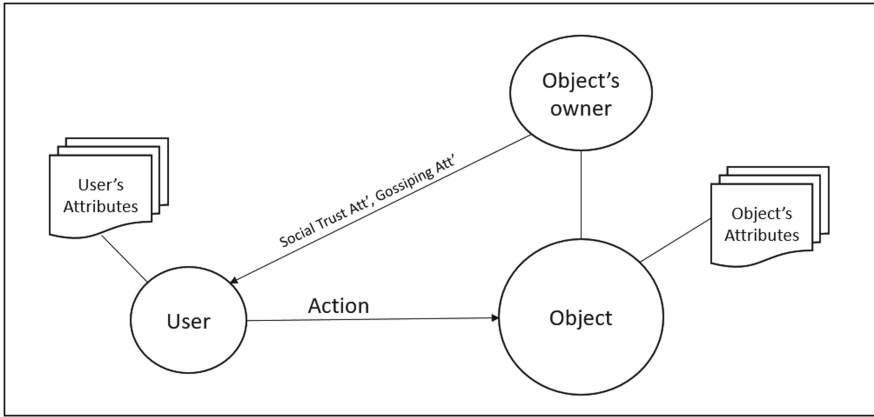 Object's
owner
User's
Attributes
Social Trust Att', Gossiping Att'
Object's
Attributes
Action
User
Object